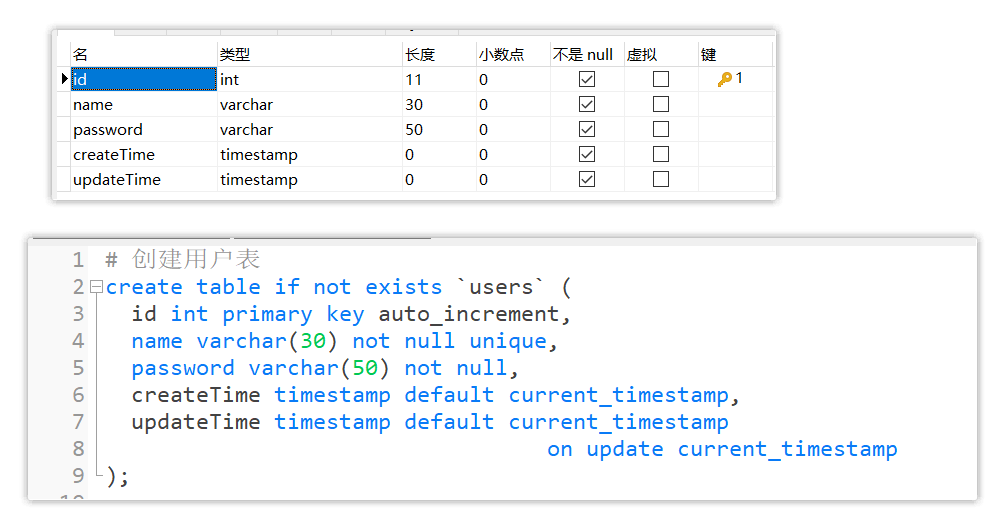 名 类型 长度 小数点 不是 null 虚拟 键
id int 11 0 1
name varchar 30 0
password varchar 50 0
createTime timestamp 0 0
updateTime timestamp 0 0
1 # 创建用户表
2 create table if not exists `users` (
3 id int primary key auto_increment,
4 name varchar(30) not null unique,
5 password varchar(50) not null,
6 createTime timestamp default current_timestamp,
7 updateTime timestamp default current_timestamp
8 on update current_timestamp
9 );